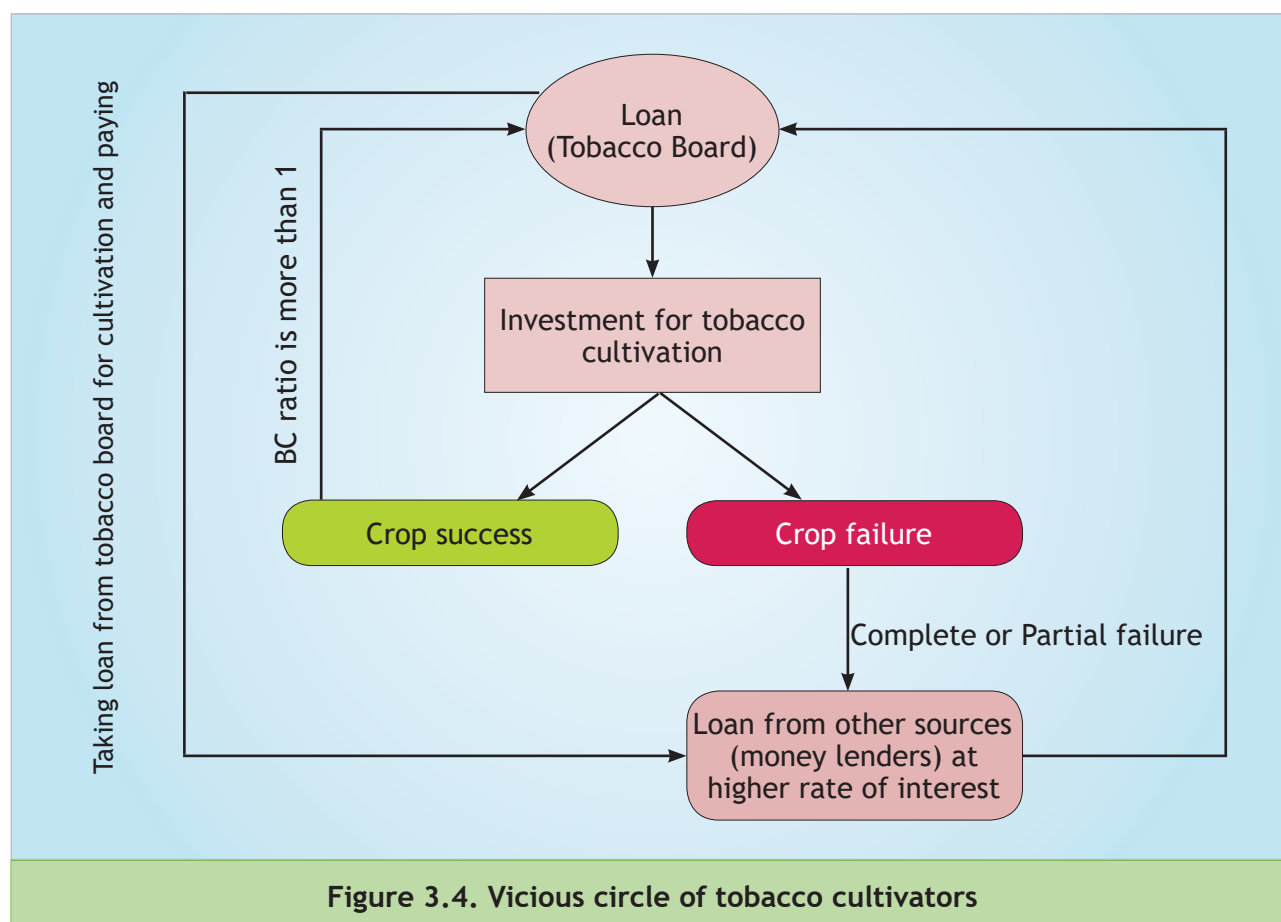 Taking loan from tobacco board for cultivation and paying
BC ratio is more than 1
Loan
(Tobacco Board)
Investment for tobacco
cultivation
Crop success
Crop failure
Complete or Partial failure
Loan from other sources
(money lenders) at
higher rate of interest
Figure 3.4. Vicious circle of tobacco cultivators